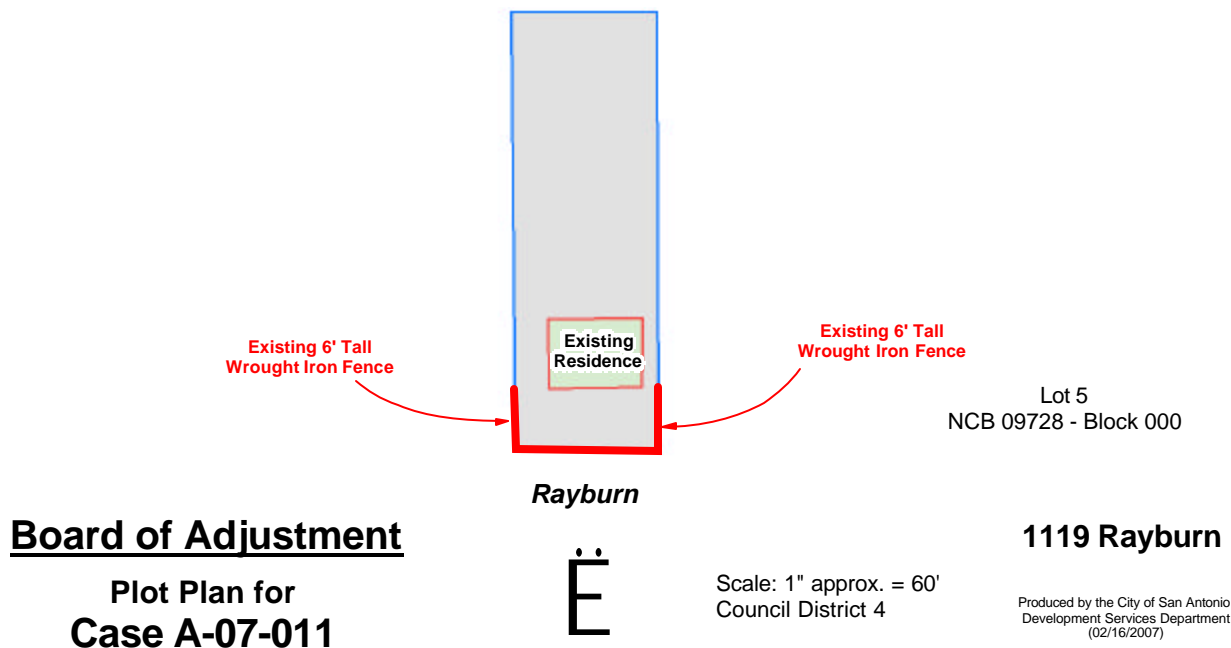 Existing
Residence
Existing 6' Tall
Wrought Iron Fence
Existing 6' Tall
Wrought Iron Fence
Lot 5
NCB 09728 - Block 000
Rayburn
Board of Adjustment
Plot Plan for
Case A-07-011
Ë
Scale: 1" approx. = 60'
Council District 4
1119 Rayburn
Produced by the City of San Antonio
Development Services Department
(02/16/2007)